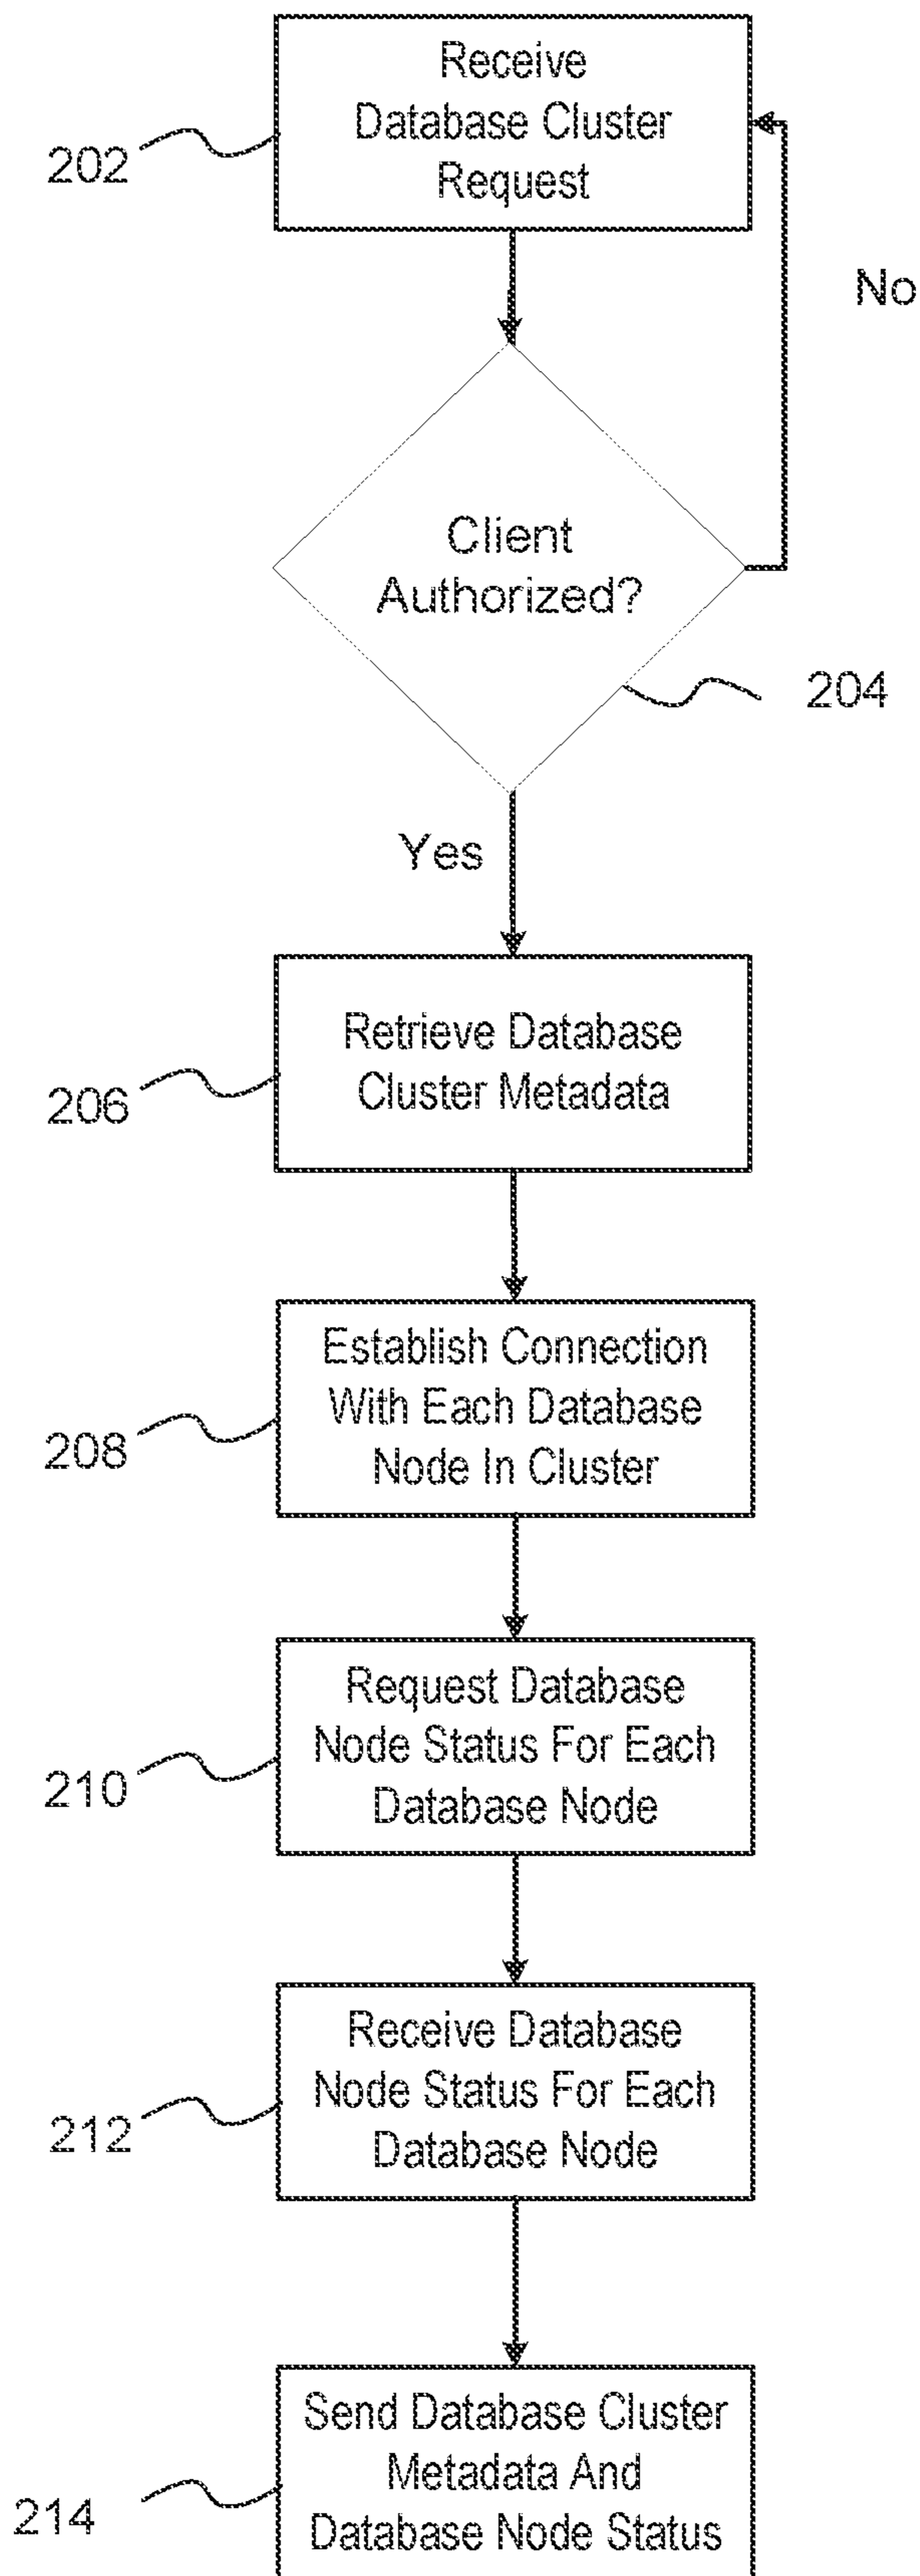 Receive
Database Cluster
Request
202
No
Client
Authorized?
204
Yes
Retrieve Database
Cluster Metadata
206
Establish Connection
With Each Database
Node In Cluster
208
Request Database
Node Status For Each
Database Node
210
Receive Database
Node Status For Each
Database Node
212
Send Database Cluster
Metadata And
Database Node Status
214